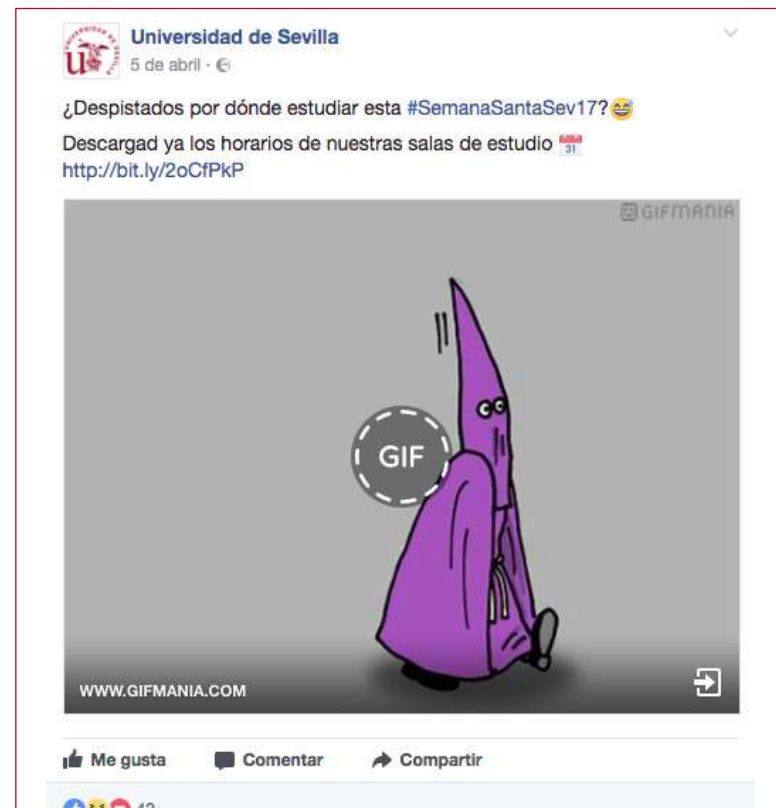 Universidad de Sevilla
5 de abril ·
¿Despistados por dónde estudiar esta #SemanaSantaSev17?😅
Descargad ya los horarios de nuestras salas de estudio 📅
http://bit.ly/2oCfPkP
GIFMANIA
GIF
WWW.GIFMANIA.COM
Me gusta Comentar Compartir